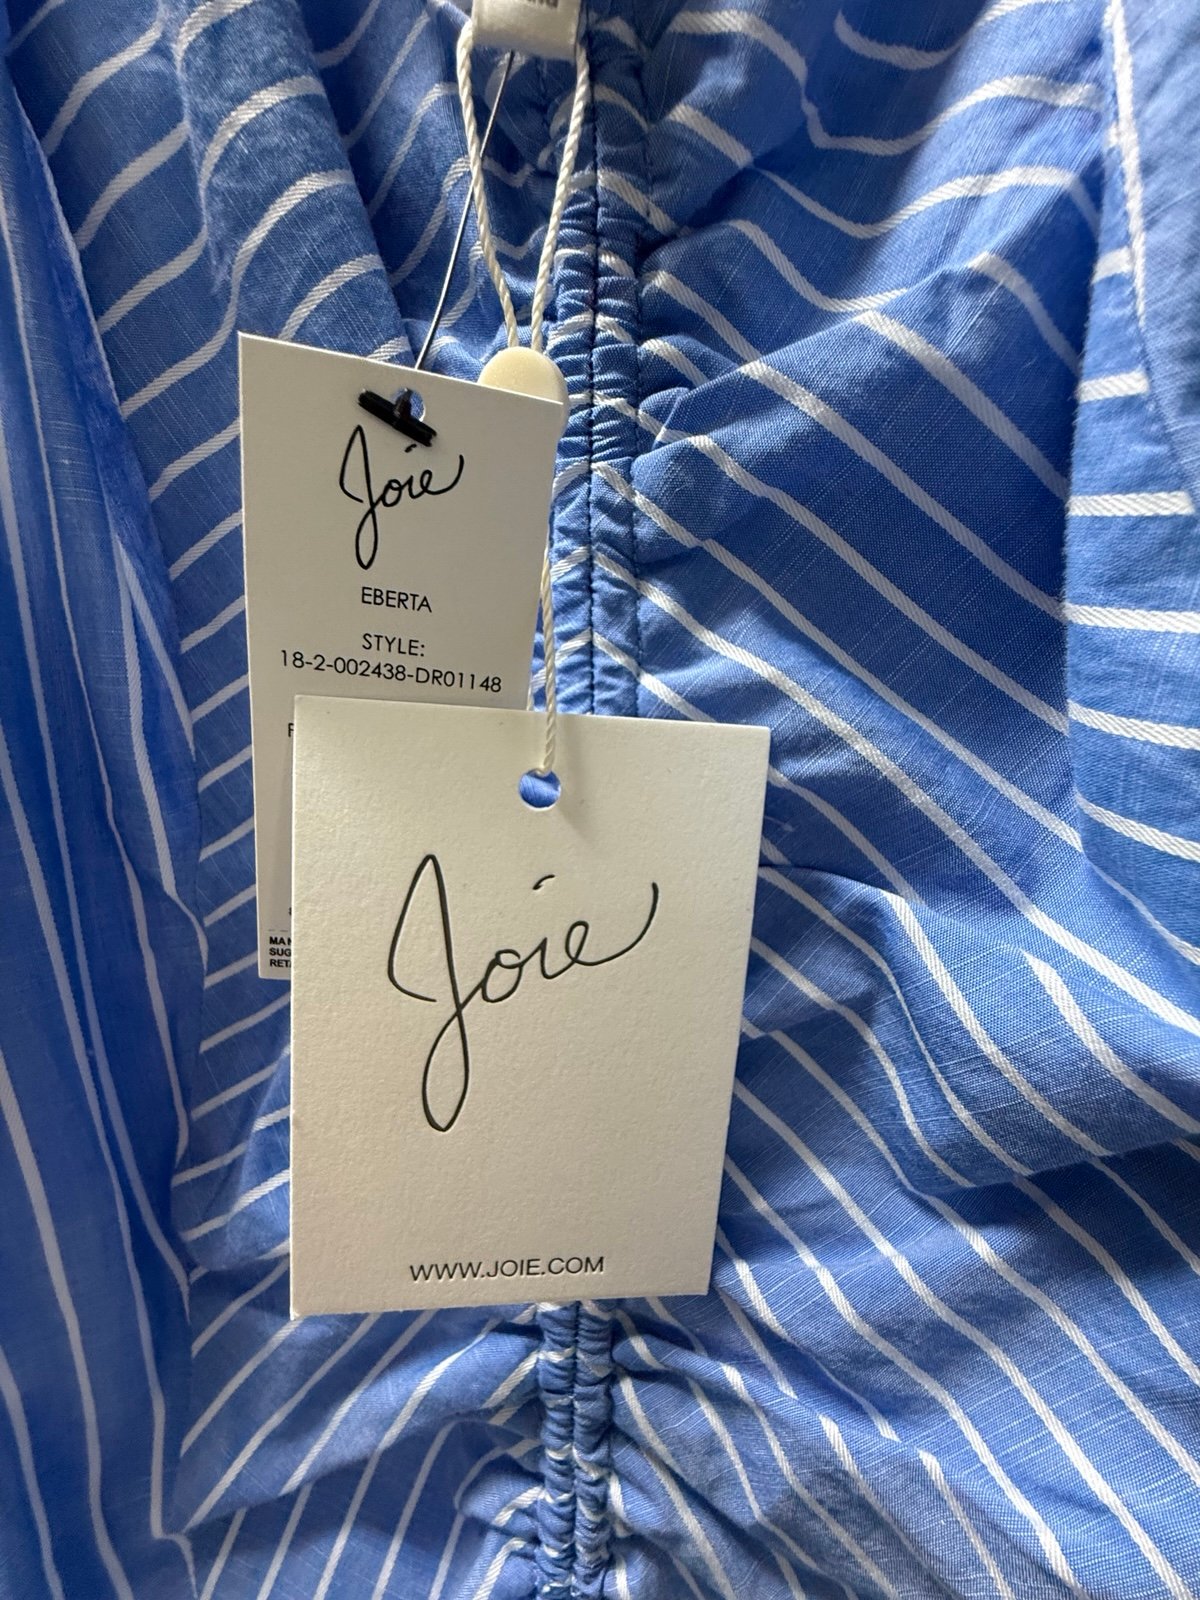 Joie
EBERTA
STYLE:
18-2-002438-DR01148
Joie
WWW.JOIE.COM